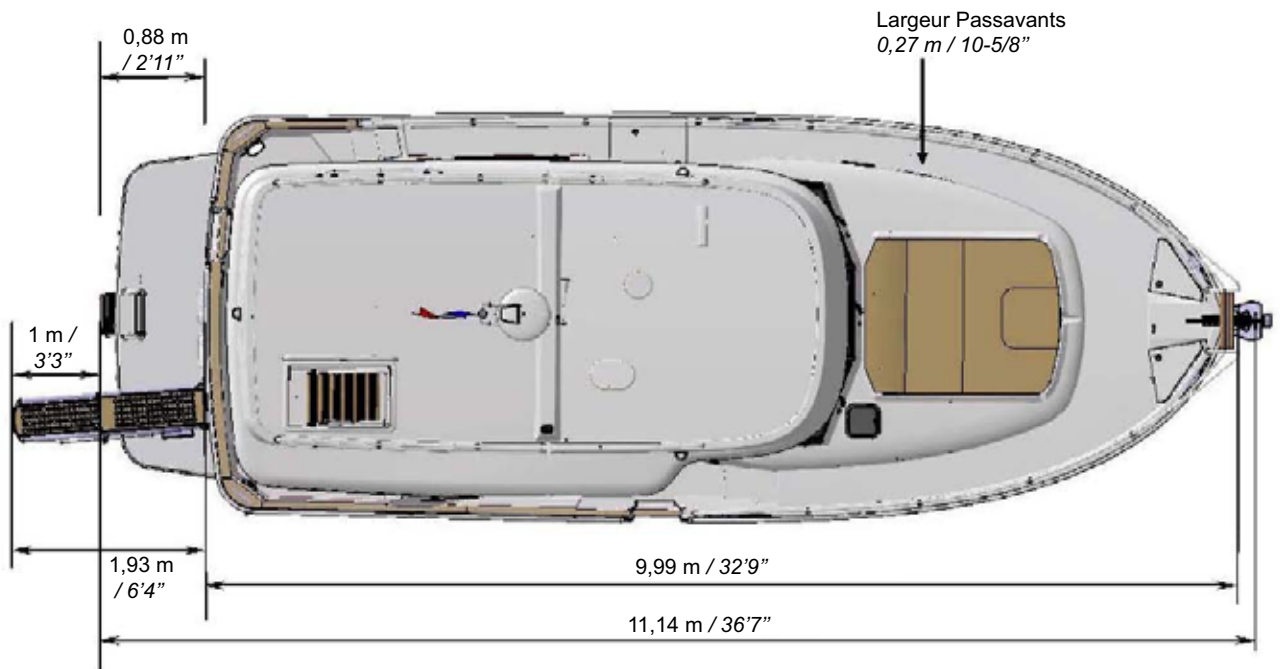 Largeur Passavants
0,27 m / 10-5/8”
0,88 m
/ 2’11”
1 m /
3’3”
1,93 m
/ 6’4”
9,99 m / 32’9”
11,14 m / 36’7”